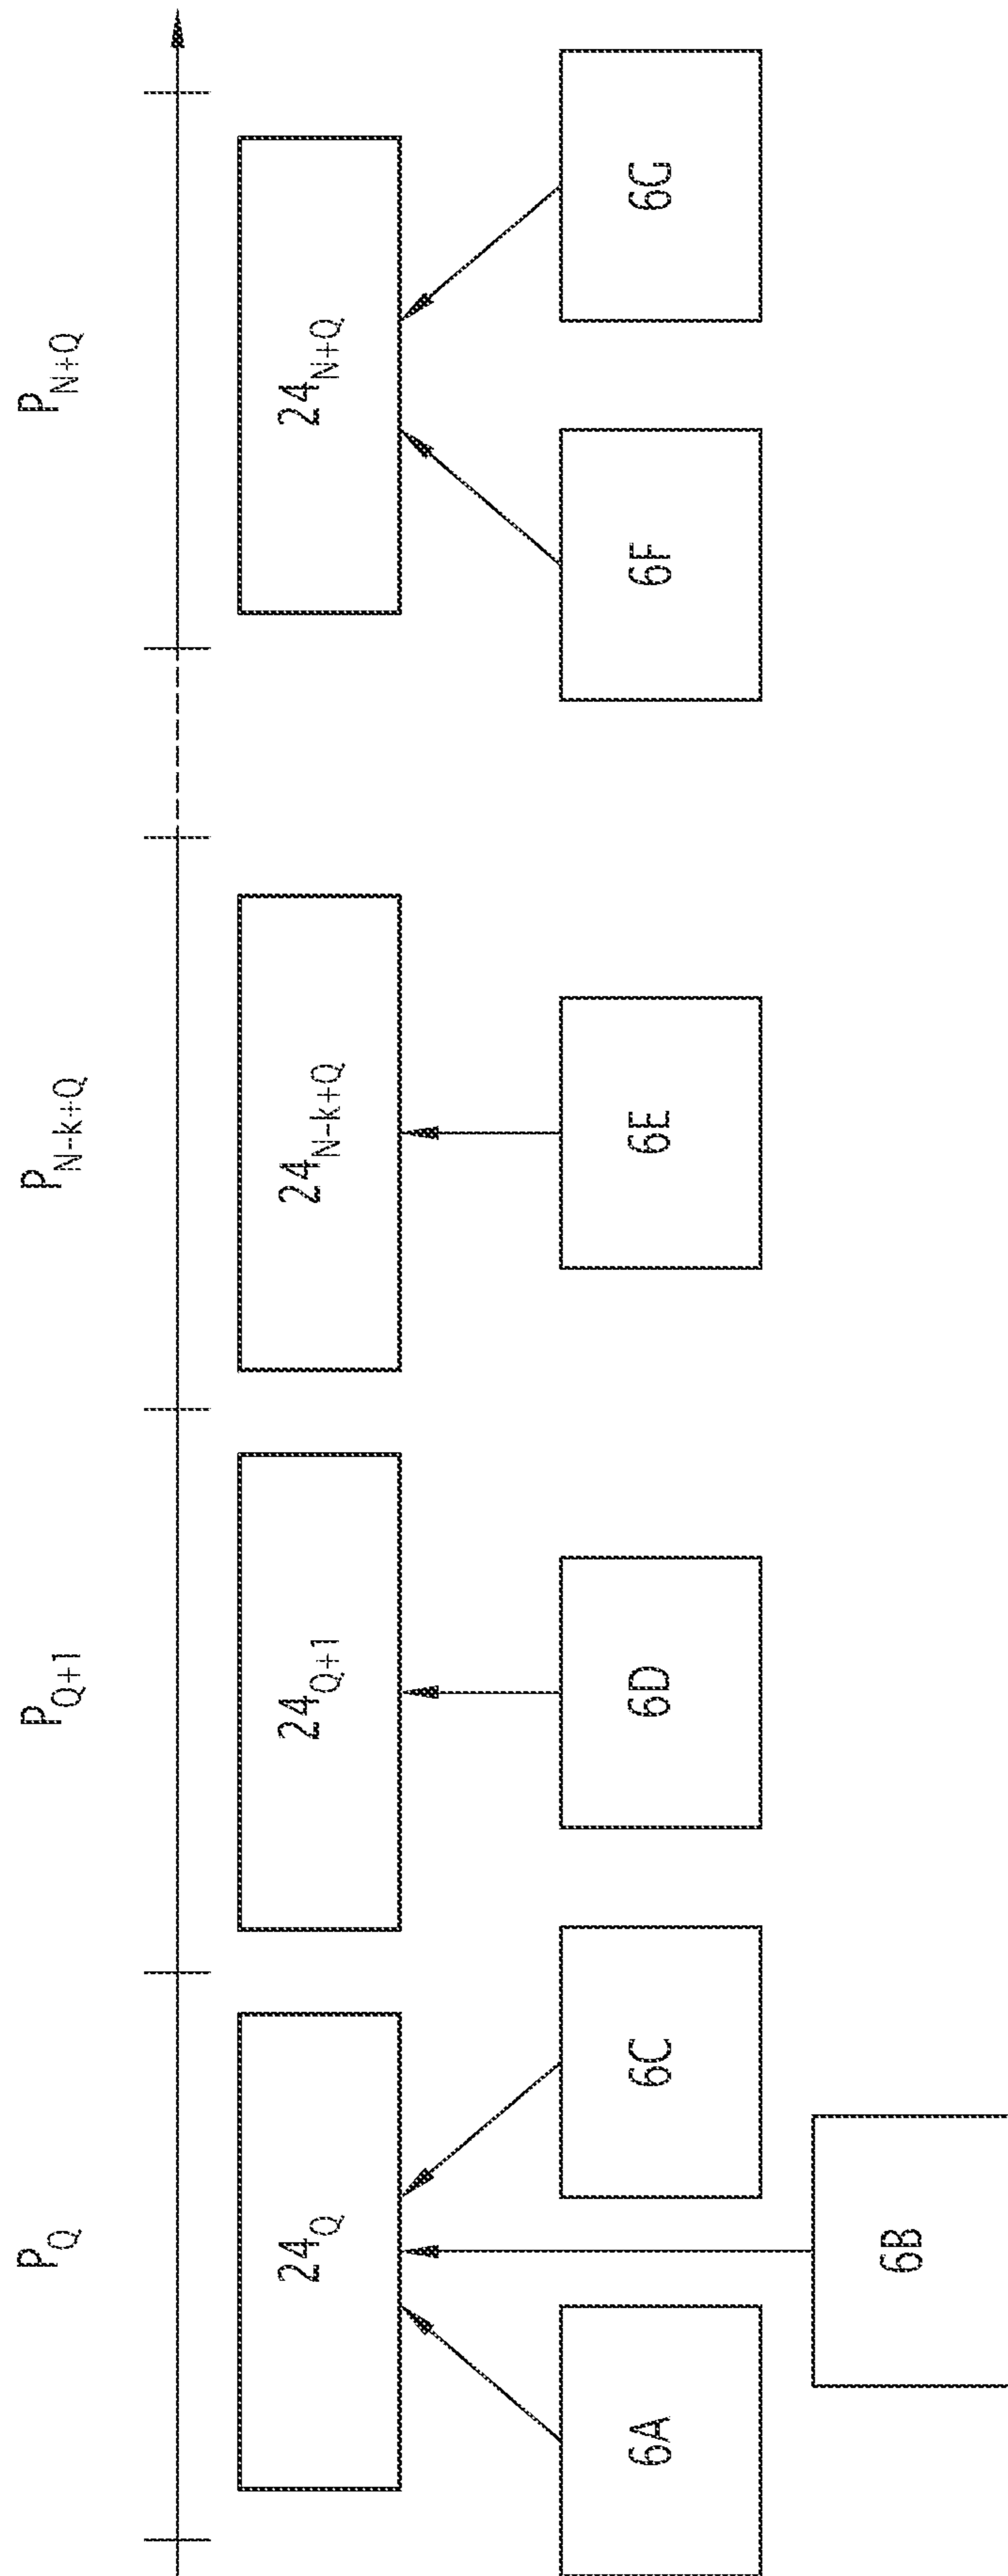 P_Q P_{Q+1} P_{N-k+Q} P_{N+Q}
24_Q 24_{Q+1} 24_{N-k+Q} 24_{N+Q}
6A 6C 6D 6E 6F 6G
6B